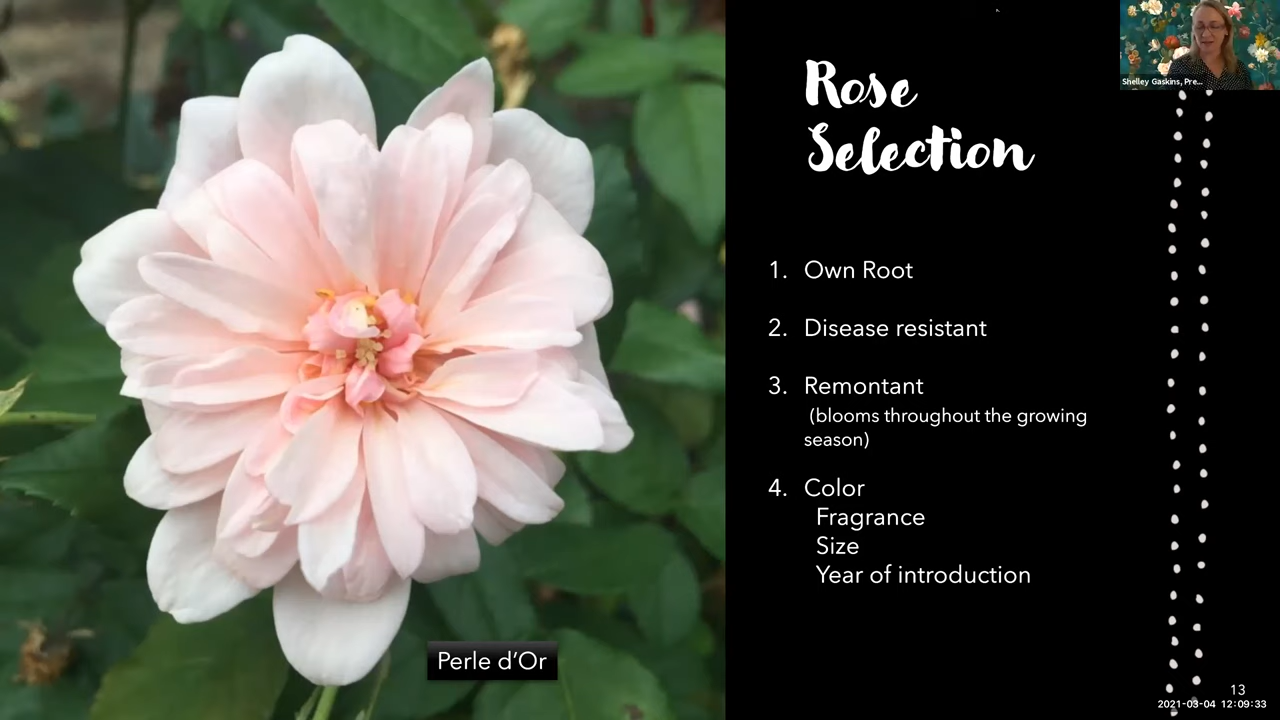 Rose
Selection
Shelley Gaskins, Pre...
1. Own Root
2. Disease resistant
3. Remontant
(blooms throughout the growing
season)
4. Color
Fragrance
Size
Year of introduction
Perle d'Or
13
2021-03-04 12:09:33